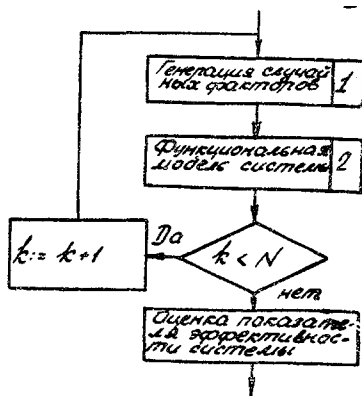 Генерация случай
ных факторов
1
Функциональная
модель системы
2
Да
k := k+1
k < N
нет
Оценка показате-
ля эффективнос-
ти системы